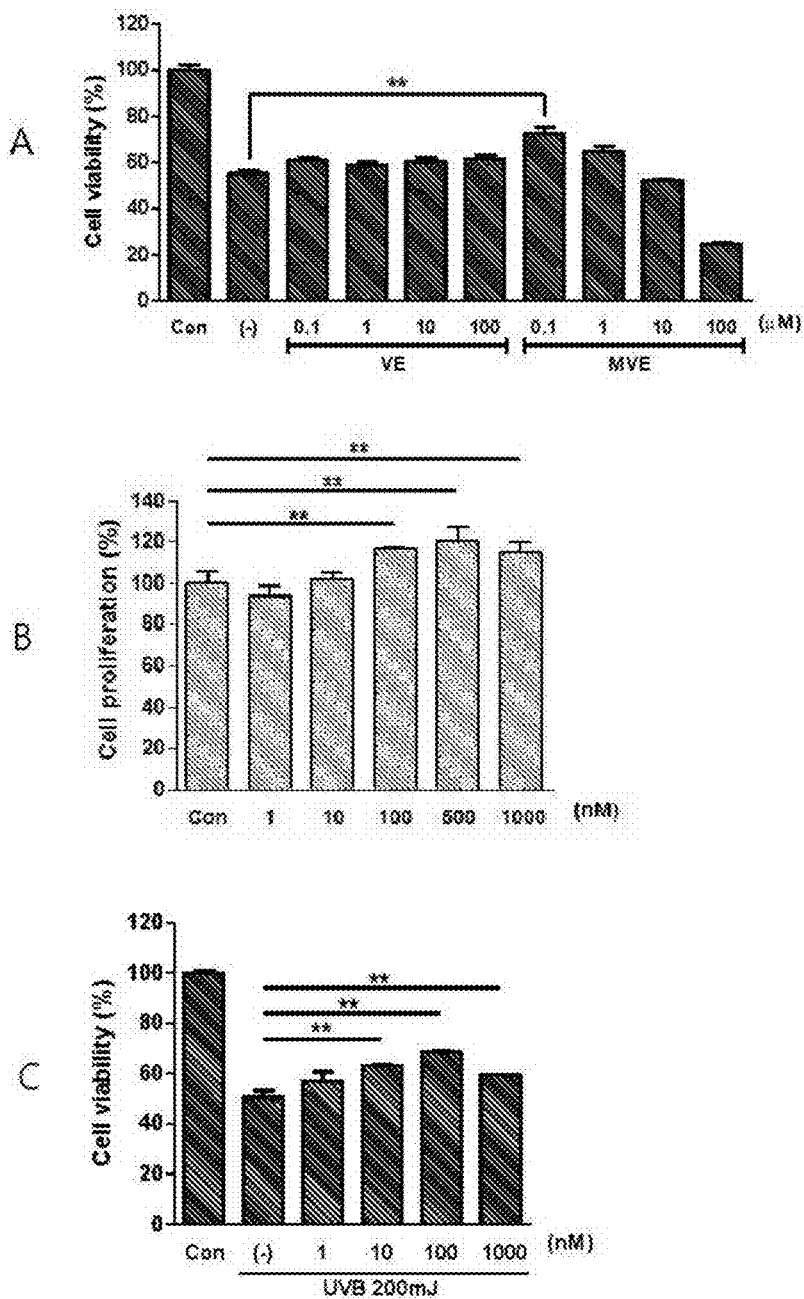 A
Cell viability (%)
120
100
80
60
40
20
0
**
Con (-) 0.1 1 10 100 0.1 1 10 100 (μM)
VE MVE
B
Cell proliferation (%)
140
120
100
80
60
40
20
0
**
**
**
Con 1 10 100 500 1000 (nM)
C
Cell viability (%)
120
100
80
60
40
20
0
**
**
**
Con (-) 1 10 100 1000 (nM)
UVB 200mJ